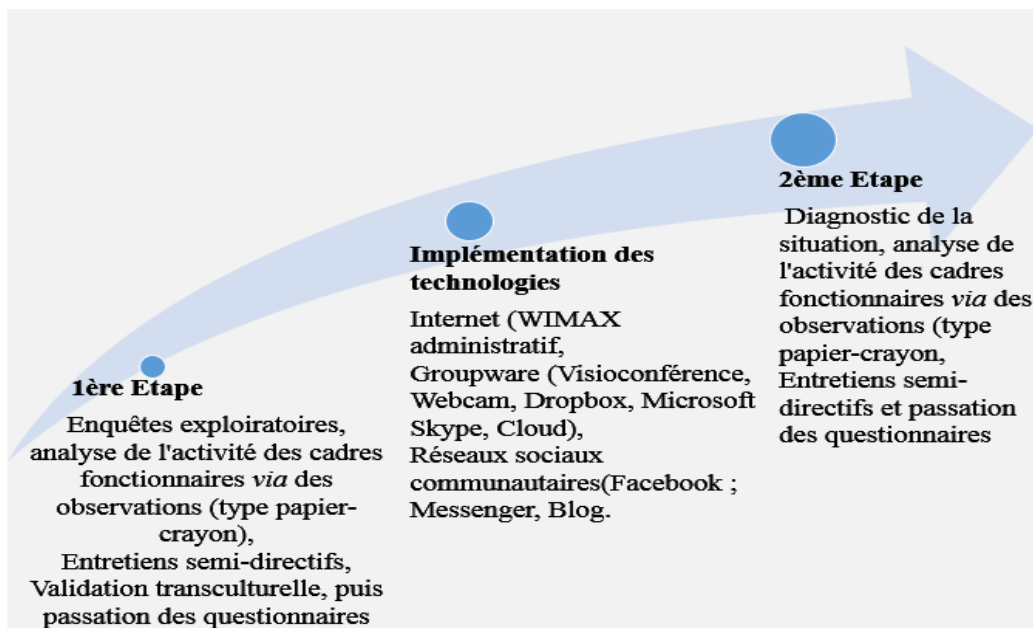 1ère Etape
Enquêtes exploiratoires,
analyse de l'activité des cadres
fonctionnaires via des
observations (type papier-
crayon),
Entretiens semi-directifs,
Validation transculturelle, puis
passation des questionnaires
Implémentation des
technologies
Internet (WIMAX
administratif,
Groupware (Visioconférence,
Webcam, Dropbox, Microsoft
Skype, Cloud),
Réseaux sociaux
communautaires(Facebook ;
Messenger, Blog.
2ème Etape
Diagnostic de la
situation, analyse de
l'activité des cadres
fonctionnaires via des
observations (type
papier-crayon,
Entretiens semi-
directifs et passation
des questionnaires